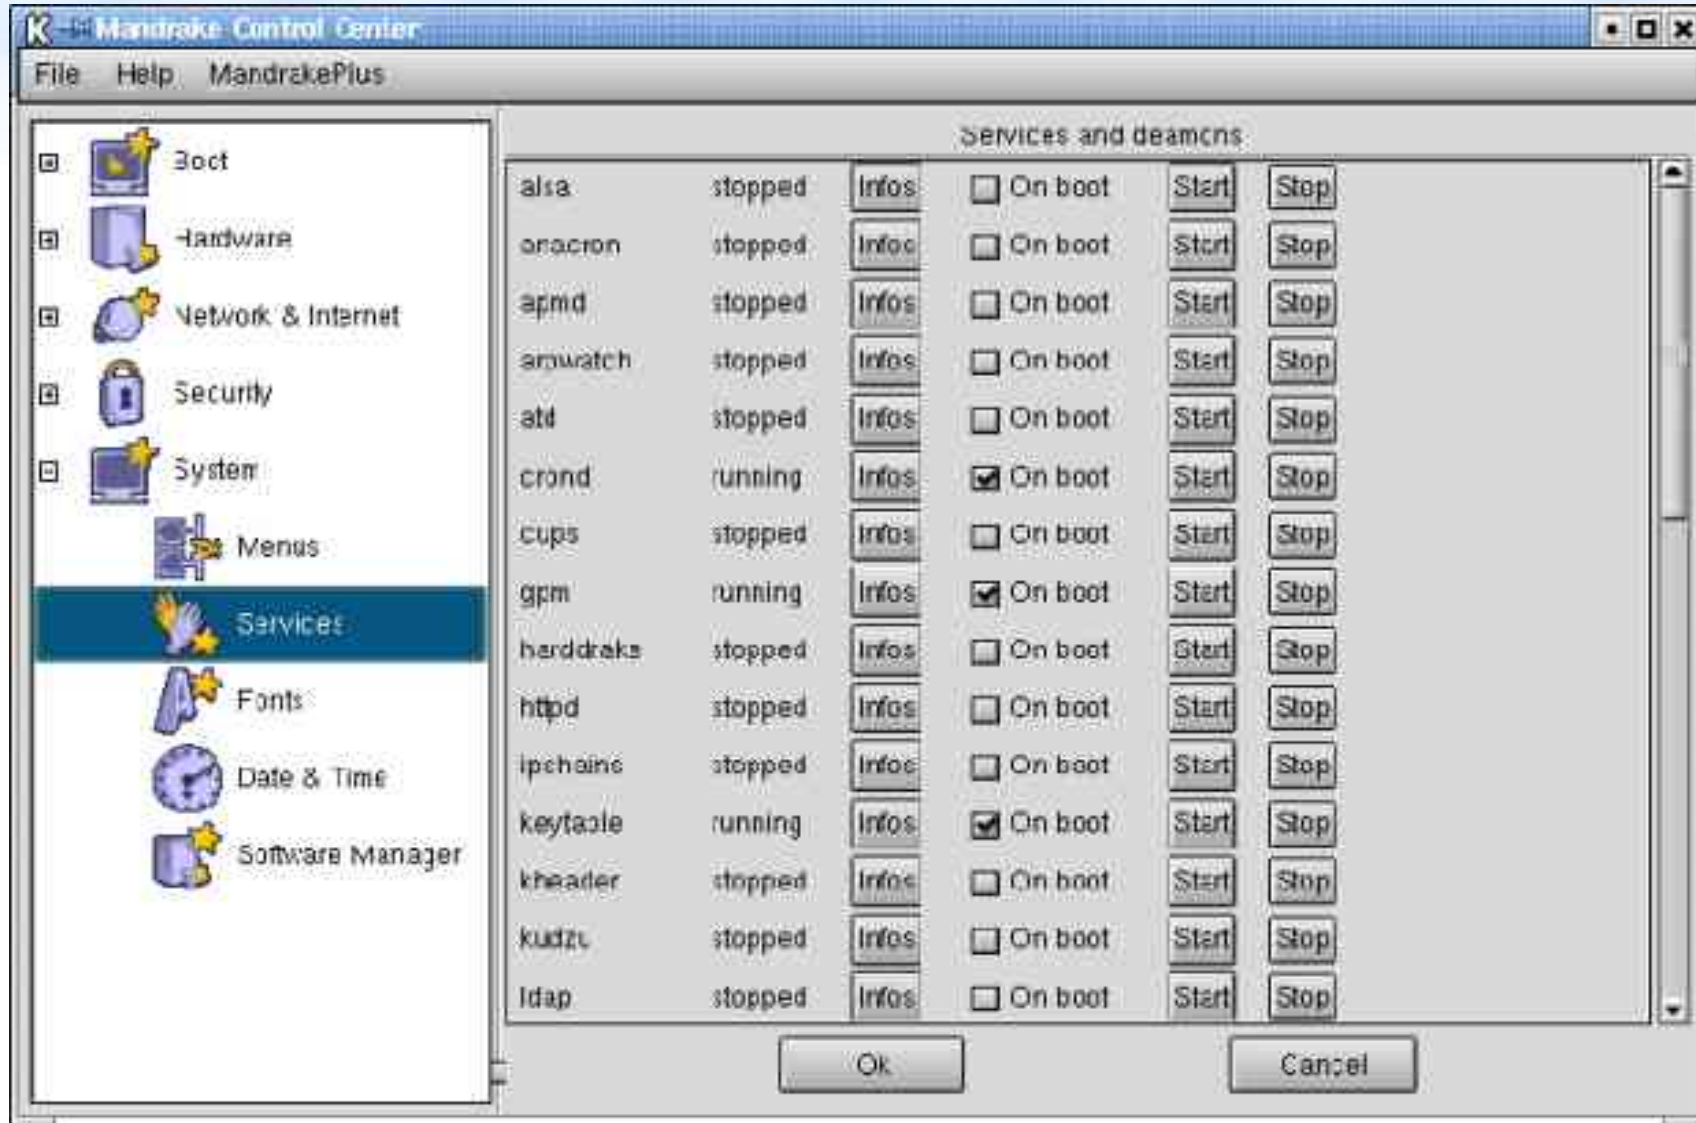 Mandrake Control Center
File Help MandrakePlus
Boot
Hardware
Network & Internet
Security
System
Menus
Services
Fonts
Date & Time
Software Manager
Services and deamons
alsa stopped Infos On boot Start Stop
anacron stopped Infos On boot Start Stop
apmd stopped Infos On boot Start Stop
arpwatch stopped Infos On boot Start Stop
atd stopped Infos On boot Start Stop
crond running Infos On boot Start Stop
cups stopped Infos On boot Start Stop
gpm running Infos On boot Start Stop
harddrake stopped Infos On boot Start Stop
httpd stopped Infos On boot Start Stop
ipchains stopped Infos On boot Start Stop
keytable running Infos On boot Start Stop
kheader stopped Infos On boot Start Stop
kudzu stopped Infos On boot Start Stop
ldap stopped Infos On boot Start Stop
Ok Cancel